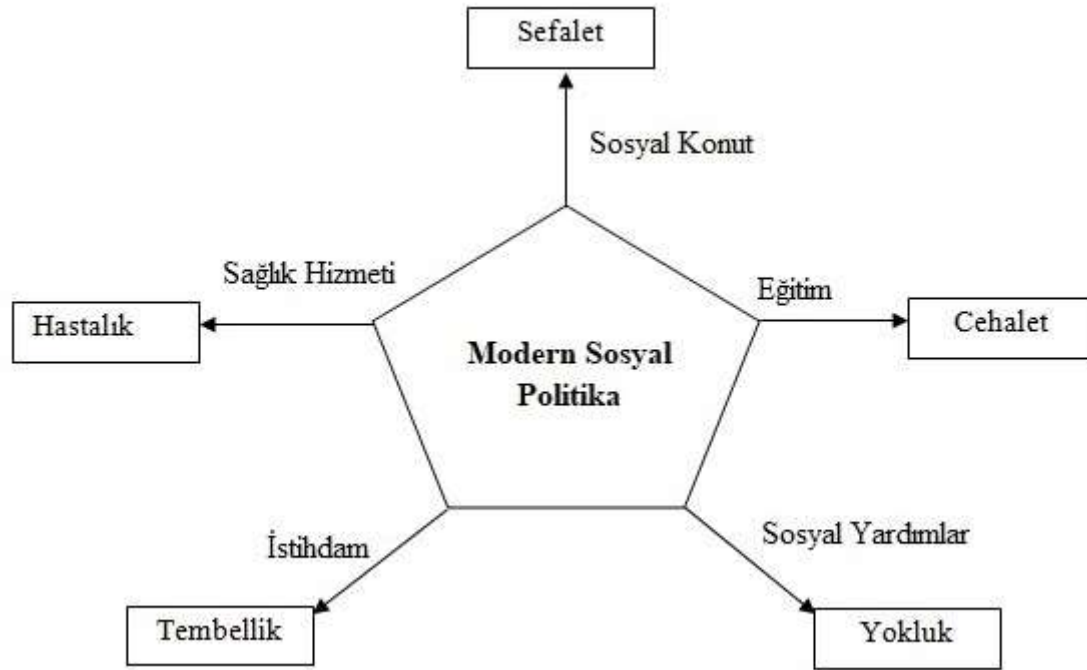 Sefalet
Sosyal Konut
Sağlık Hizmeti
Eğitim
Hastalık
Cehalet
Modern Sosyal
Politika
İstihdam
Sosyal Yardımlar
Tembellik
Yokluk